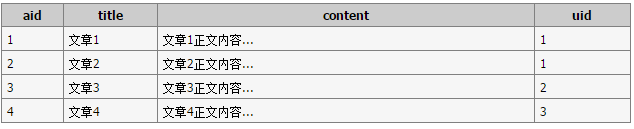 aid title content uid
1 文章1 文章1正文内容... 1
2 文章2 文章2正文内容... 1
3 文章3 文章3正文内容... 2
4 文章4 文章4正文内容... 3